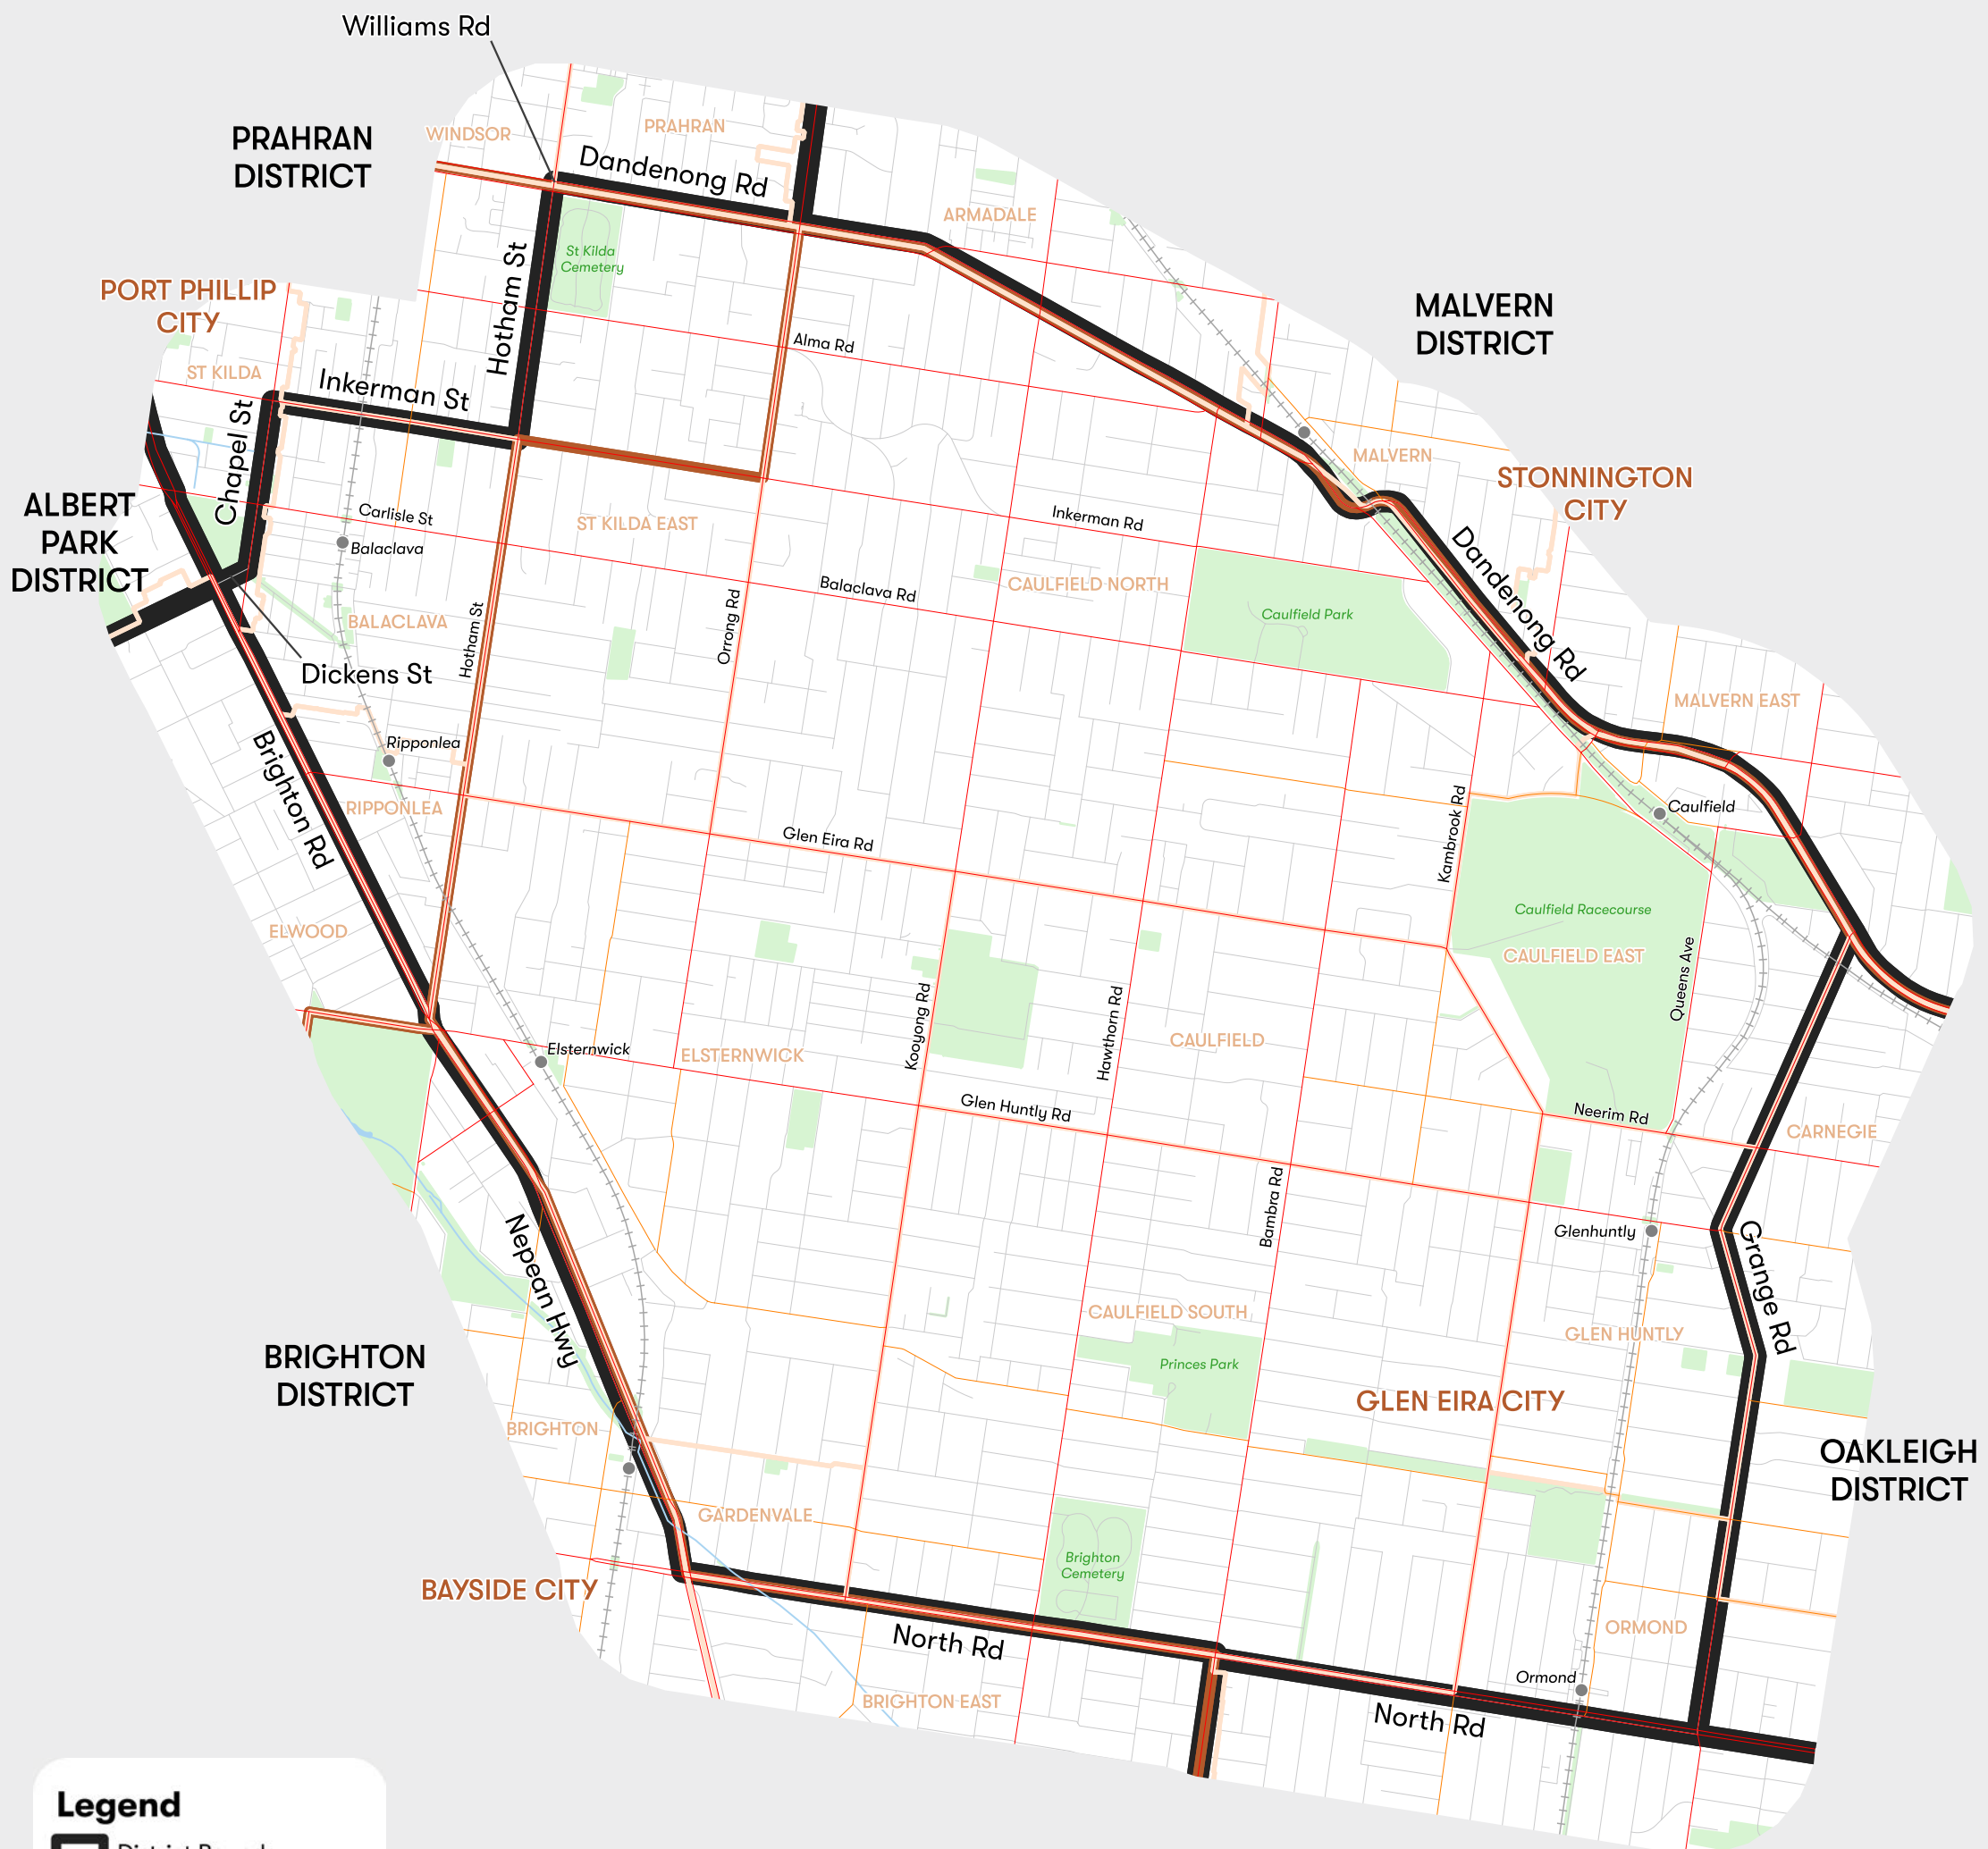 Williams Rd
PRAHRAN
DISTRICT
WINDSOR
PRAHRAN
Dandenong Rd
ARMADALE
St Kilda
Cemetery
Hotham St
PORT PHILLIP
CITY
MALVERN
DISTRICT
Alma Rd
ST KILDA
Inkerman St
Chapel St
MALVERN
STONNINGTON
CITY
ALBERT
PARK
DISTRICT
Carlisle St
Balaclava
ST KILDA EAST
Inkerman Rd
Dandenong Rd
Balaclava Rd
CAULFIELD NORTH
Caulfield Park
BALACLAVA
Hotham St
Orrong Rd
Dickens St
MALVERN EAST
Ripponlea
Brighton Rd
RIPPONLEA
Glen Eira Rd
Kambrook Rd
Caulfield
Caulfield Racecourse
ELWOOD
CAULFIELD EAST
Queens Ave
Kooyong Rd
Hawthorn Rd
CAULFIELD
Elsternwick
ELSTERNWICK
Glen Huntly Rd
Neerim Rd
CARNEGIE
Bambra Rd
Glenhuntly
Grange Rd
Nepean Hwy
CAULFIELD SOUTH
GLEN HUNTLY
BRIGHTON
DISTRICT
Princes Park
GLEN EIRA CITY
BRIGHTON
OAKLEIGH
DISTRICT
GARDENVALE
Brighton
Cemetery
BAYSIDE CITY
North Rd
ORMOND
Ormond
BRIGHTON EAST
North Rd
Legend